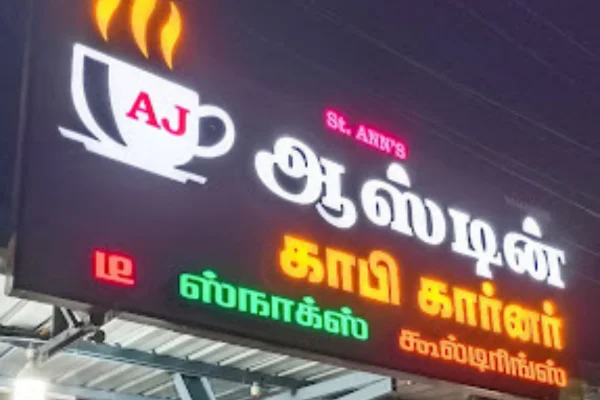 AJ
St. ANN'S
ஆஸ்டின்
காபி கார்னர்
டீ ஸ்நாக்ஸ் கூல்டிரிங்ஸ்